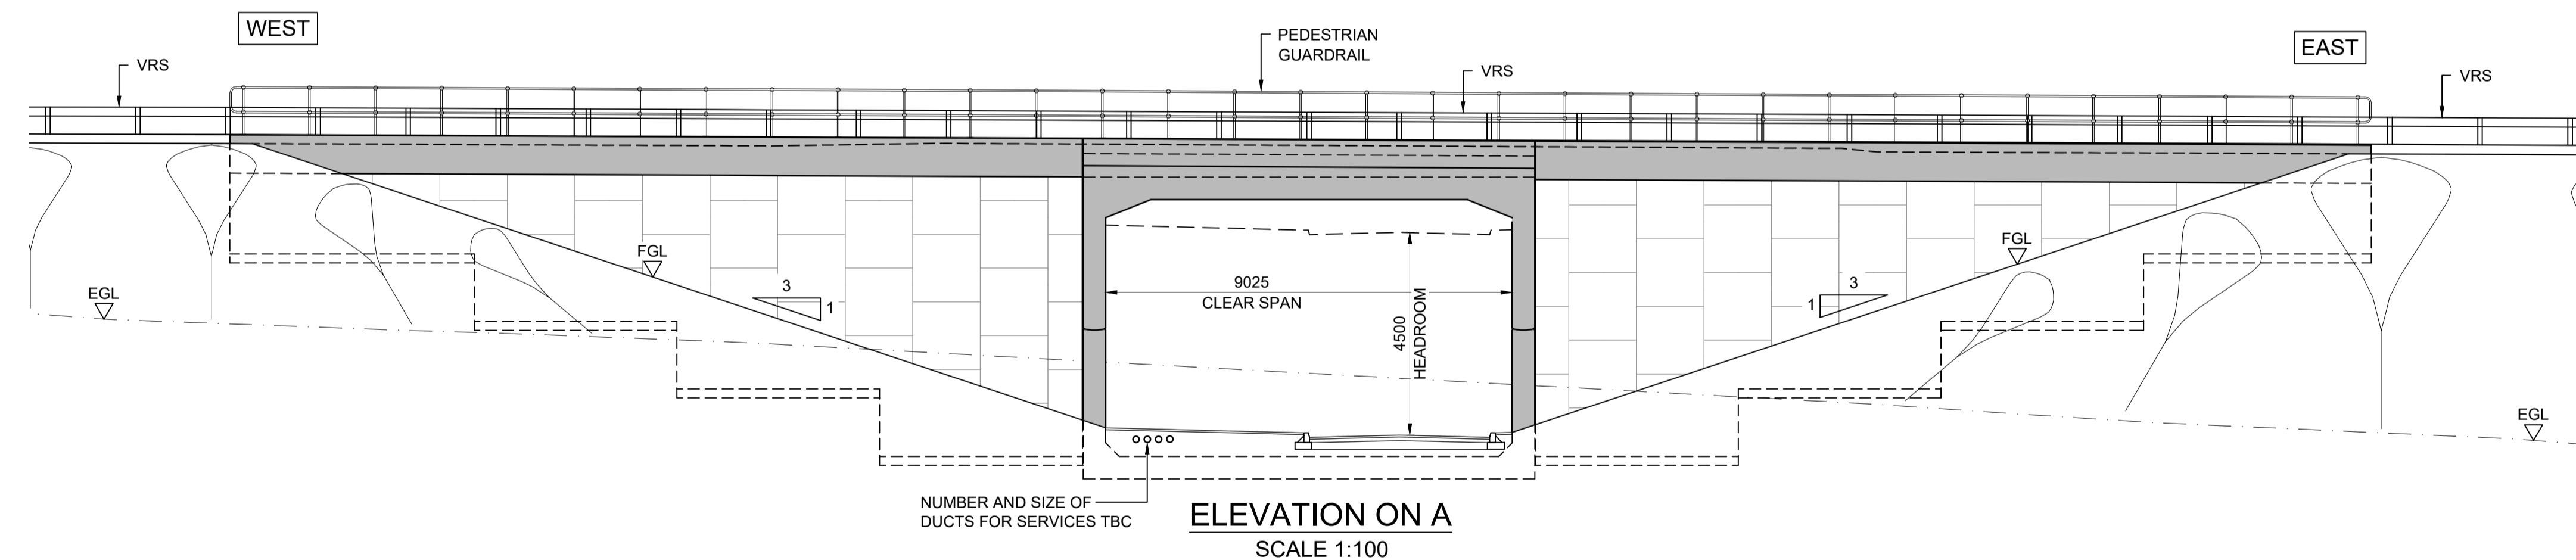 WEST
PEDESTRIAN
GUARDRAIL
EAST
VRS
VRS
VRS
FGL
FGL
EGL
3
1
9025
CLEAR SPAN
4500
HEADROOM
3
1
EGL
NUMBER AND SIZE OF
DUCTS FOR SERVICES TBC
ELEVATION ON A
SCALE 1:100